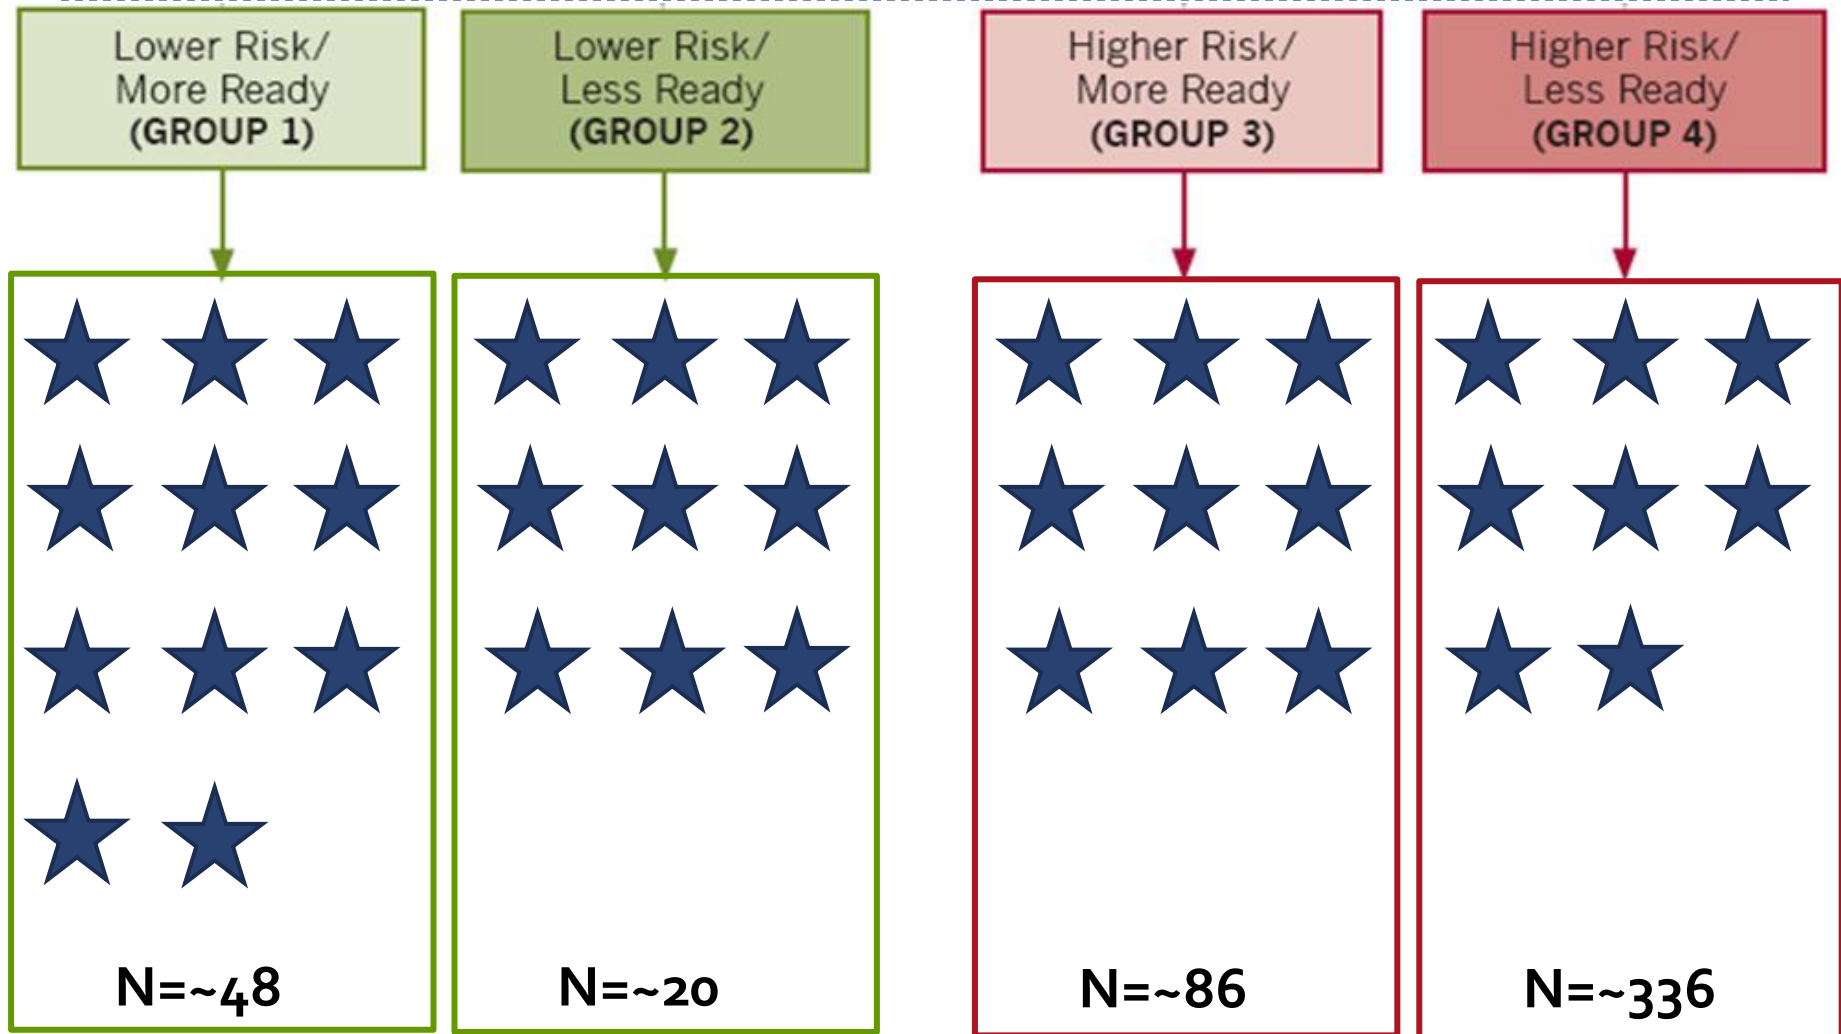 Lower Risk/
More Ready
(GROUP 1)
Lower Risk/
Less Ready
(GROUP 2)
Higher Risk/
More Ready
(GROUP 3)
Higher Risk/
Less Ready
(GROUP 4)
N=~48
N=~20
N=~86
N=~336